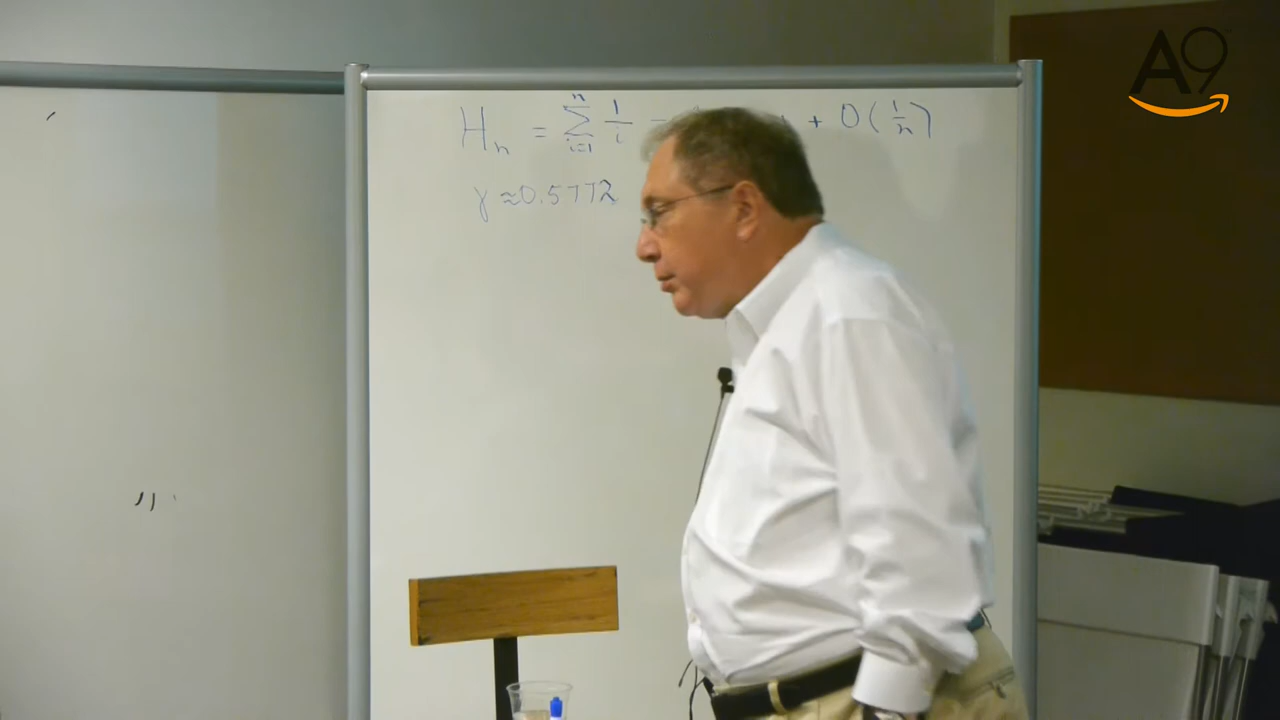 A9
Hₙ = ∑ⁿᵢ₌₁ 1/i + O(1/n)
γ ≈ 0.5772